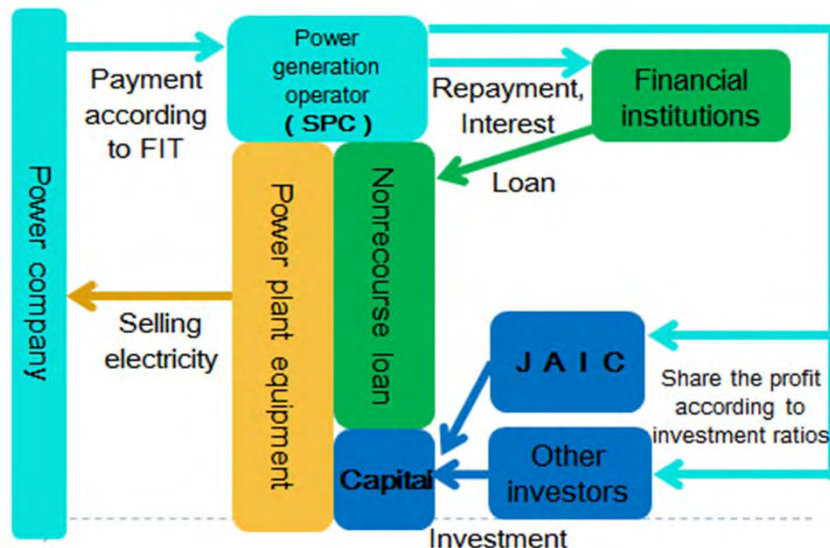 Power company
Payment
according
to FIT
Power
generation
operator
( SPC )
Repayment,
Interest
Financial
institutions
Loan
Power plant equipment
Nonrecourse loan
Selling
electricity
J A I C
Share the profit
according to
investment ratios
Capital
Other
investors
Investment